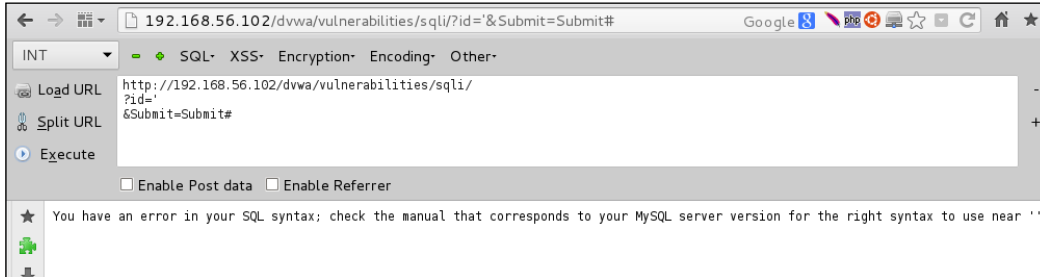 192.168.56.102/dvwa/vulnerabilities/sqli/?id='&Submit=Submit#
Google
8
php
INT
SQL
XSS
Encryption
Encoding
Other
Load URL
http://192.168.56.102/dvwa/vulnerabilities/sqli/
?id='
&Submit=Submit#
Split URL
Execute
Enable Post data
Enable Referrer
You have an error in your SQL syntax; check the manual that corresponds to your MySQL server version for the right syntax to use near ''